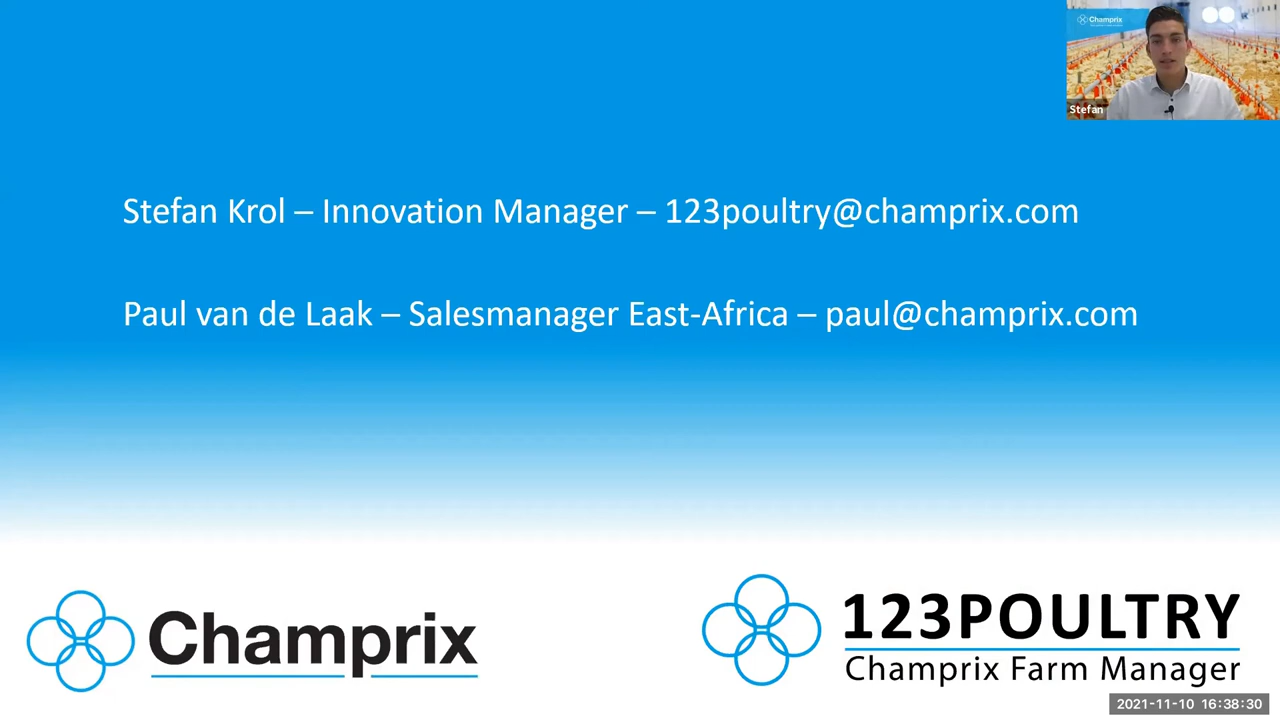 Champrix
Stefan
Stefan Krol – Innovation Manager – 123poultry@champrix.com
Paul van de Laak – Salesmanager East-Africa – paul@champrix.com
Champrix
123POULTRY
Champrix Farm Manager
2021-11-10 16:38:30